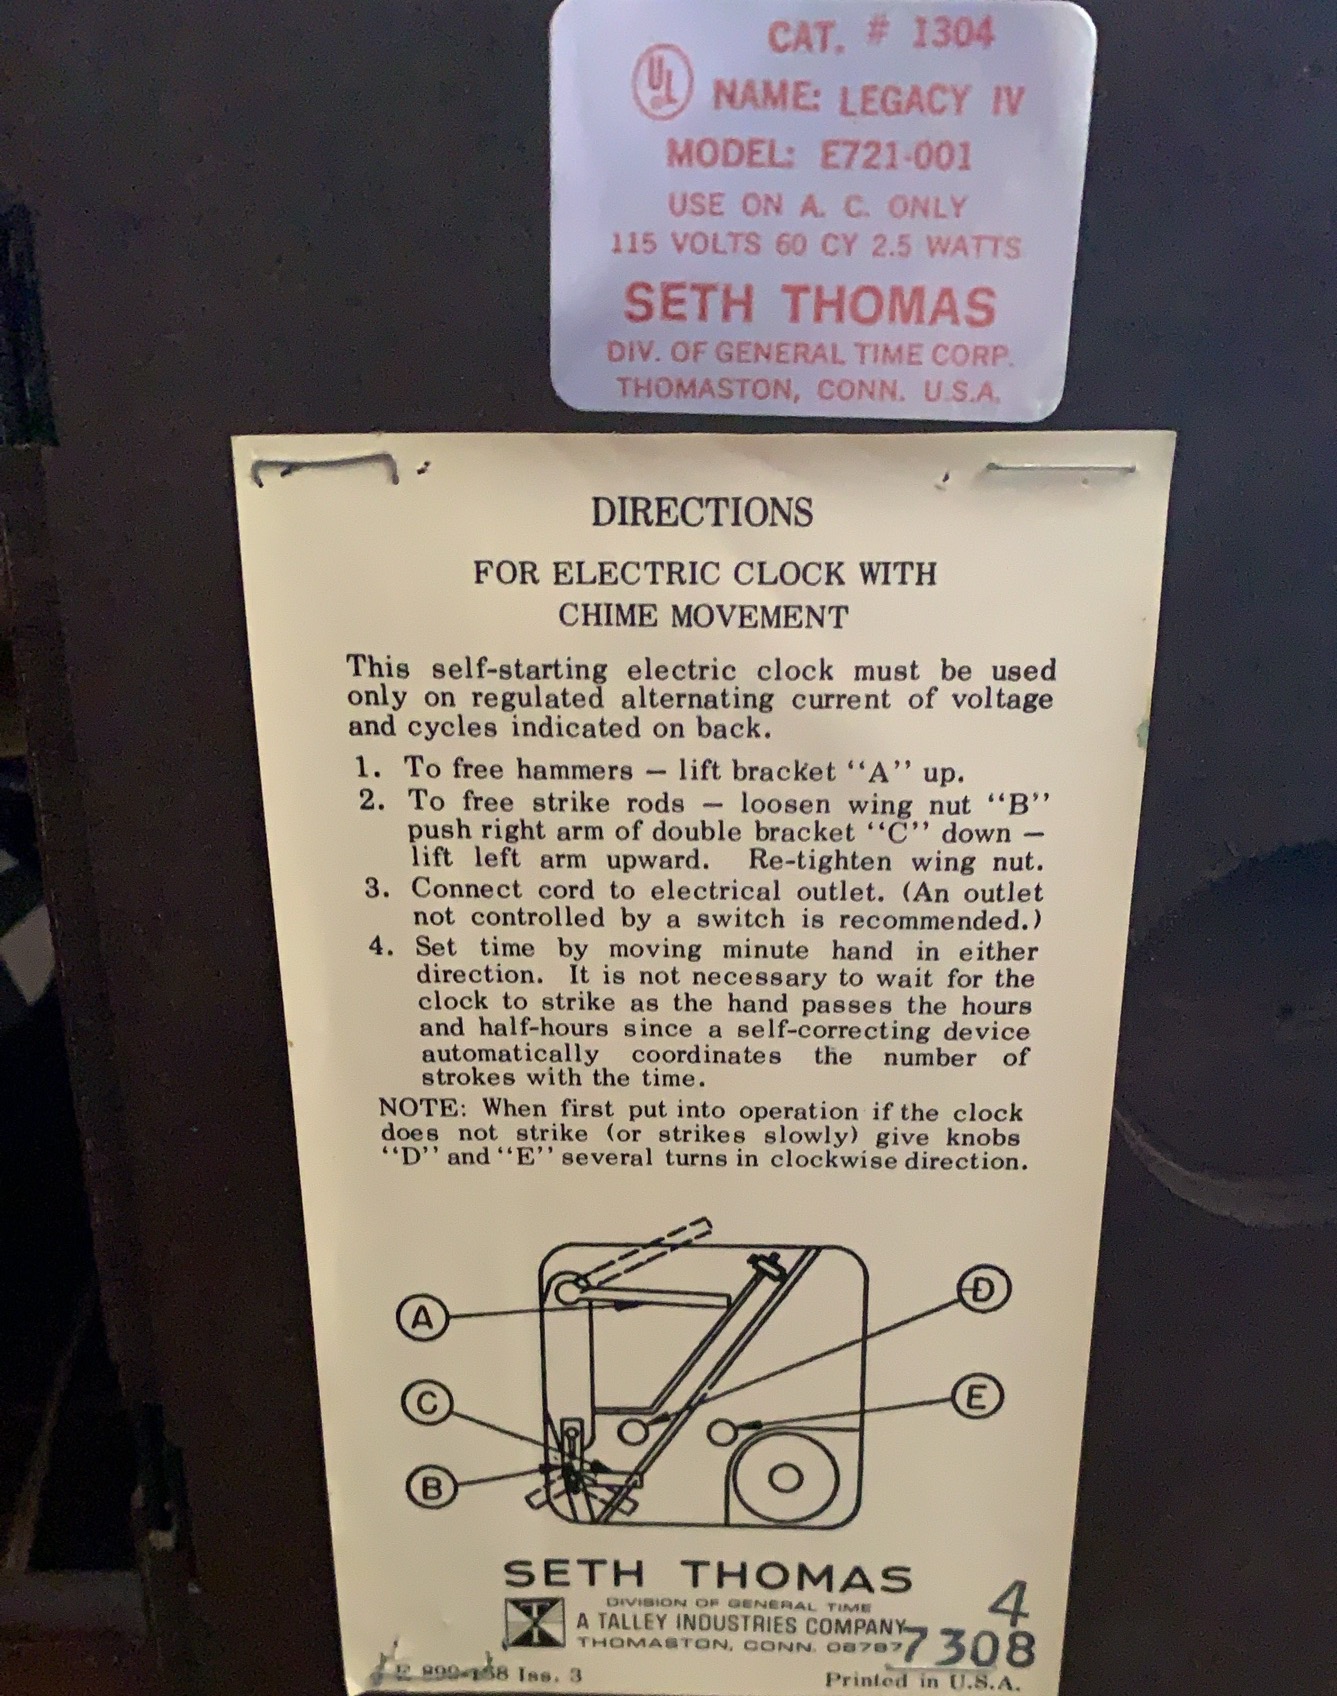 CAT. # 1304
UL
NAME: LEGACY IV
MODEL: E721-001
USE ON A. C. ONLY
115 VOLTS 60 CY 2.5 WATTS
SETH THOMAS
DIV. OF GENERAL TIME CORP.
THOMASTON, CONN. U.S.A.
DIRECTIONS
FOR ELECTRIC CLOCK WITH
CHIME MOVEMENT
This self-starting electric clock must be used
only on regulated alternating current of voltage
and cycles indicated on back.
1. To free hammers — lift bracket “A” up.
2. To free strike rods — loosen wing nut “B”
push right arm of double bracket “C” down —
lift left arm upward. Re-tighten wing nut.
3. Connect cord to electrical outlet. (An outlet
not controlled by a switch is recommended.)
4. Set time by moving minute hand in either
direction. It is not necessary to wait for the
clock to strike as the hand passes the hours
and half-hours since a self-correcting device
automatically coordinates the number of
strokes with the time.
NOTE: When first put into operation if the clock
does not strike (or strikes slowly) give knobs
“D” and “E” several turns in clockwise direction.
A
D
C
E
B
SETH THOMAS
DIVISION OF GENERAL TIME
A TALLEY INDUSTRIES COMPANY
THOMASTON, CONN. 06787
4
7308
Iss. 3
Printed in U.S.A.